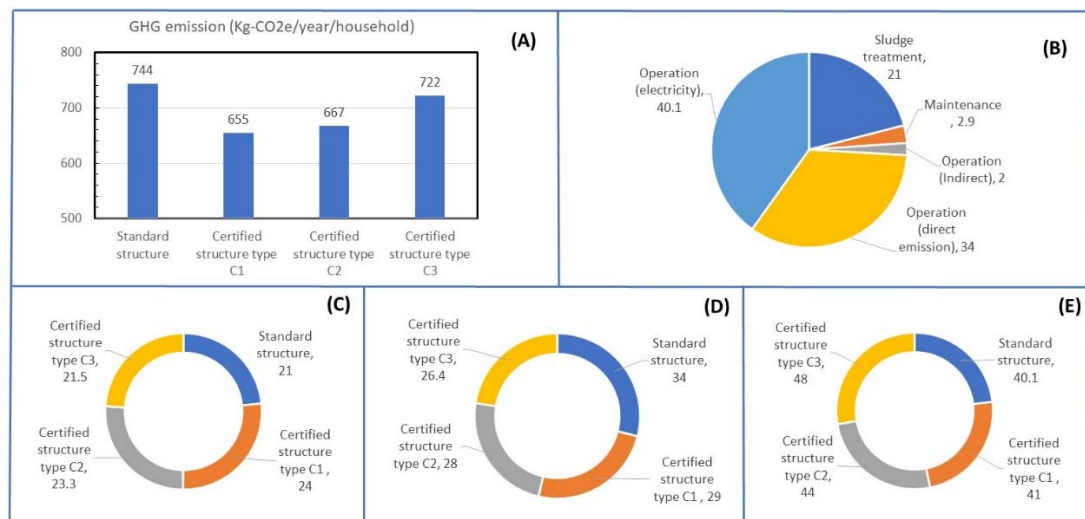 GHG emission (Kg-CO2e/year/household)
(A)
800
700
600
500
744
655
667
722
Standard
structure
Certified
structure type
C1
Certified
structure type
C2
Certified
structure type
C3
(B)
Operation
(electricity),
40.1
Sludge
treatment,
21
Maintenance
, 2.9
Operation
(Indirect), 2
Operation
(direct
emission), 34
(C)
Certified
structure
type C3,
21.5
Standard
structure,
21
Certified
structure
type C2,
23.3
Certified
structure
type C1 ,
24
(D)
Certified
structure
type C3,
26.4
Standard
structure,
34
Certified
structure
type C2, 28
Certified
structure
type C1 , 29
(E)
Certified
structure
type C3,
48
Standard
structure,
40.1
Certified
structure
type C2,
44
Certified
structure
type C1 ,
41